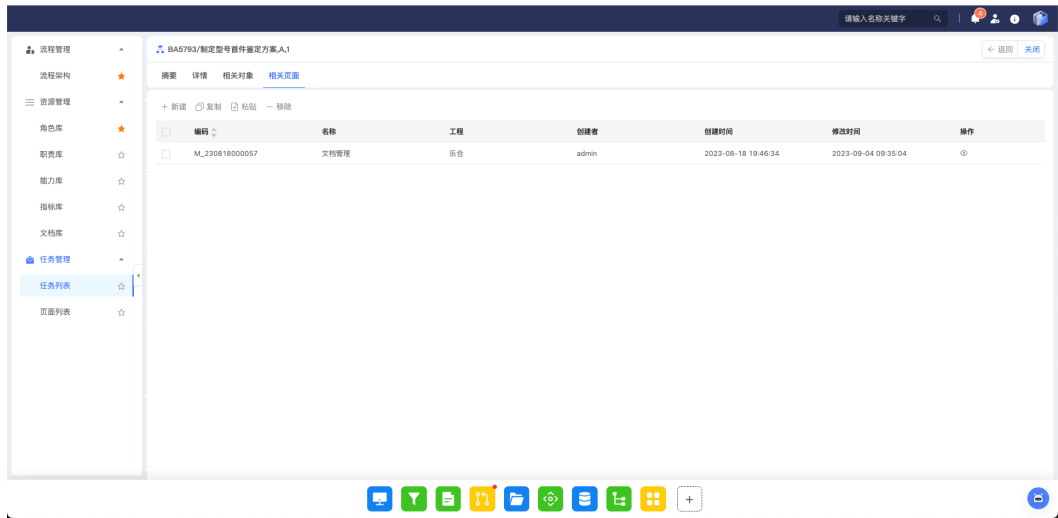 请输入名称关键字
4
流程管理
流程架构
资源管理
角色库
职责库
能力库
指标库
文档库
任务管理
任务列表
页面列表
BA5793/制定型号首件鉴定方案,A,1
返回 关闭
摘要 详情 相关对象 相关页面
新建 复制 粘贴 移除
编码 名称 工程 创建者 创建时间 修改时间 操作
M_230818000057 文档管理 乐仓 admin 2023-08-18 19:46:34 2023-09-04 09:35:04